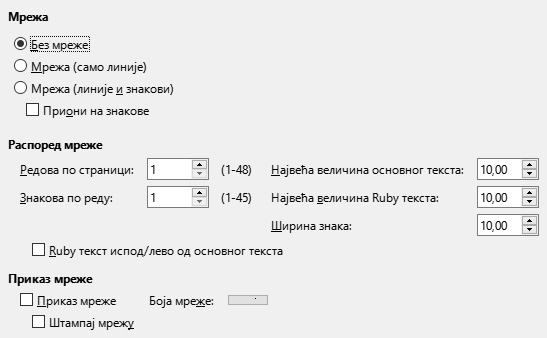 Мрежа
Без мреже
Мрежа (само линије)
Мрежа (линије и знакови)
Приони на знакове
Распоред мреже
Редова по страници: 1 (1-48) Највећа величина основног текста: 10,00
Знакова по реду: 1 (1-45) Највећа величина Ruby текста: 10,00
Ширина знака: 10,00
Ruby текст испод/лево од основног текста
Приказ мреже
Приказ мреже Боја мреже:
Штампај мрежу